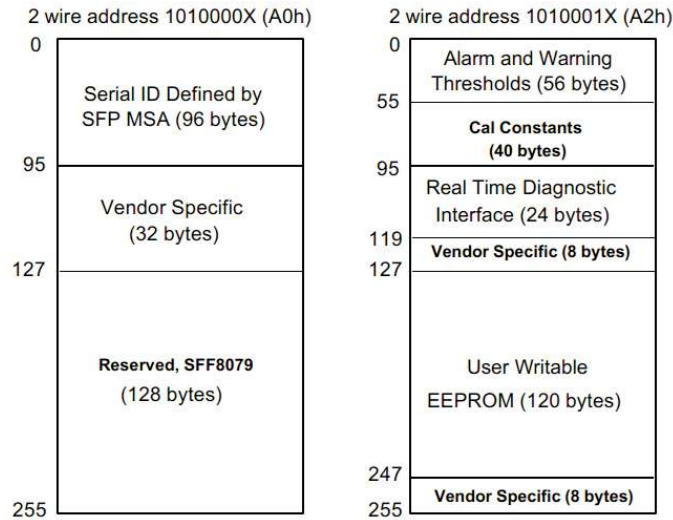 2 wire address 1010000X (A0h)
0
Serial ID Defined by
SFP MSA (96 bytes)
95
Vendor Specific
(32 bytes)
127
Reserved, SFF8079
(128 bytes)
255
2 wire address 1010001X (A2h)
0
Alarm and Warning
Thresholds (56 bytes)
55
Cal Constants
(40 bytes)
95
Real Time Diagnostic
Interface (24 bytes)
119
Vendor Specific (8 bytes)
127
User Writable
EEPROM (120 bytes)
247
Vendor Specific (8 bytes)
255